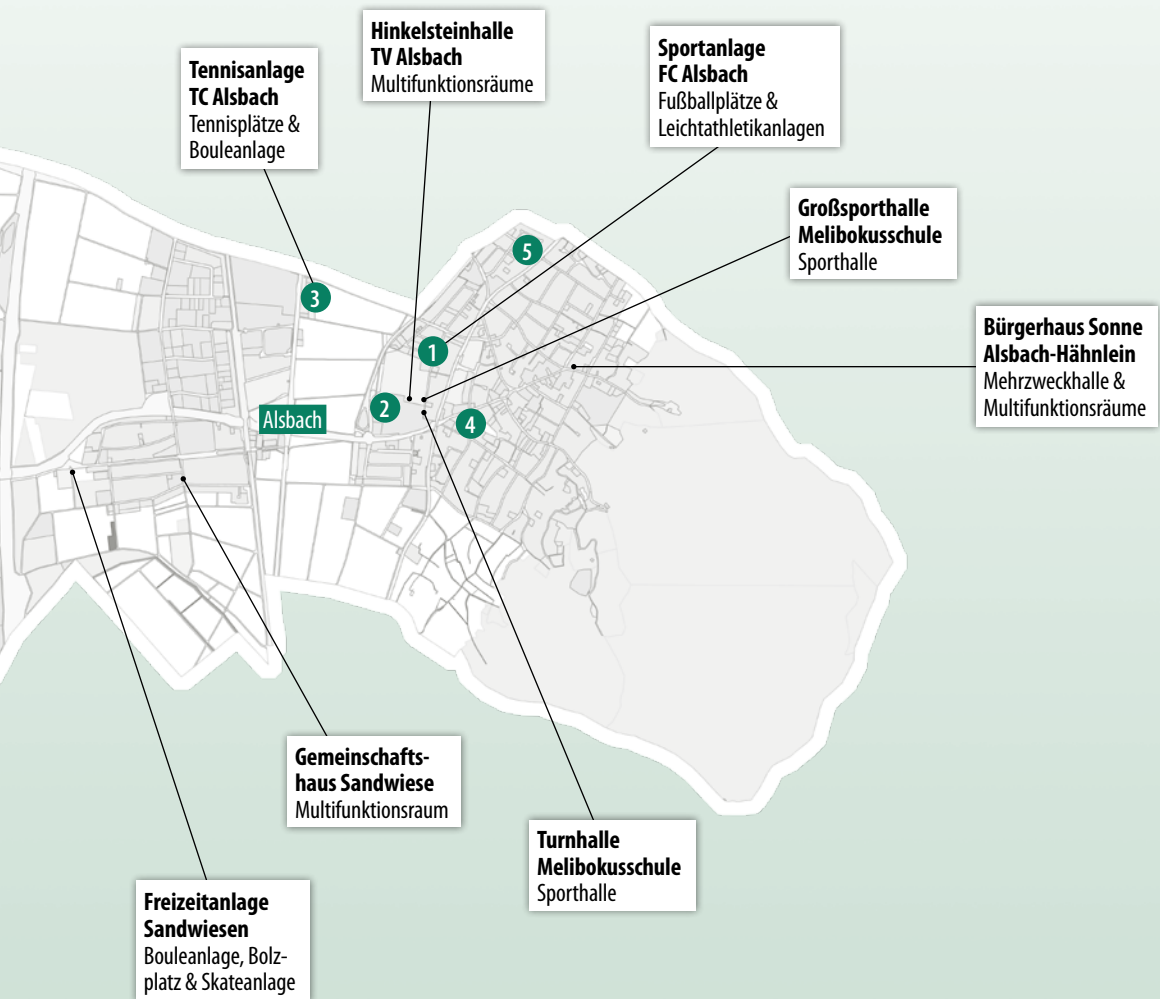 Hinkelsteinhalle
TV Alsbach
Multifunktionsräume
Sportanlage
FC Alsbach
Fußballplätze &
Leichtathletikanlagen
Tennisanlage
TC Alsbach
Tennisplätze &
Bouleanlage
Großsporthalle
Melibokusschule
Sporthalle
5
3
1
Bürgerhaus Sonne
Alsbach-Hähnlein
Mehrzweckhalle &
Multifunktionsräume
2
Alsbach
4
Gemeinschafts-
haus Sandwiese
Multifunktionsraum
Turnhalle
Melibokusschule
Sporthalle
Freizeitanlage
Sandwiesen
Bouleanlage, Bolz-
platz & Skateanlage